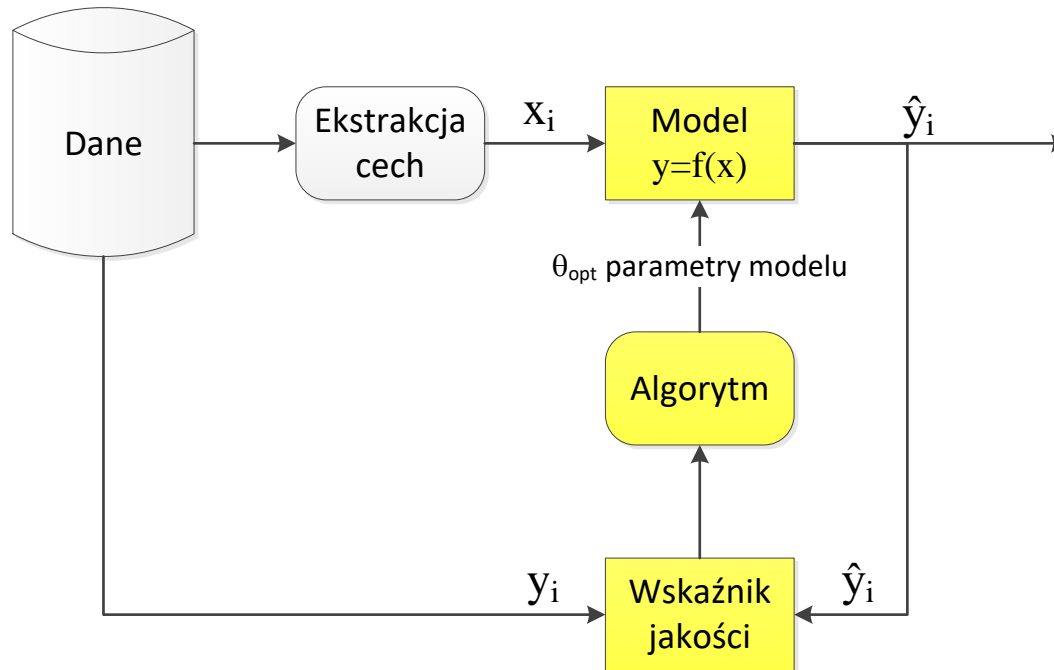 Dane
Ekstrakcja
cech
xᵢ
Model
y=f(x)
ŷᵢ
θₒₚₜ parametry modelu
Algorytm
yᵢ
Wskaźnik
jakości
ŷᵢ